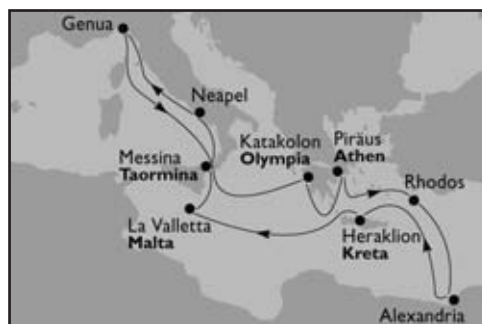 Genua
Neapel
Messina
Taormina
Katakolon
Olympia
Piräus
Athen
Rhodos
La Valletta
Malta
Heraklion
Kreta
Alexandria